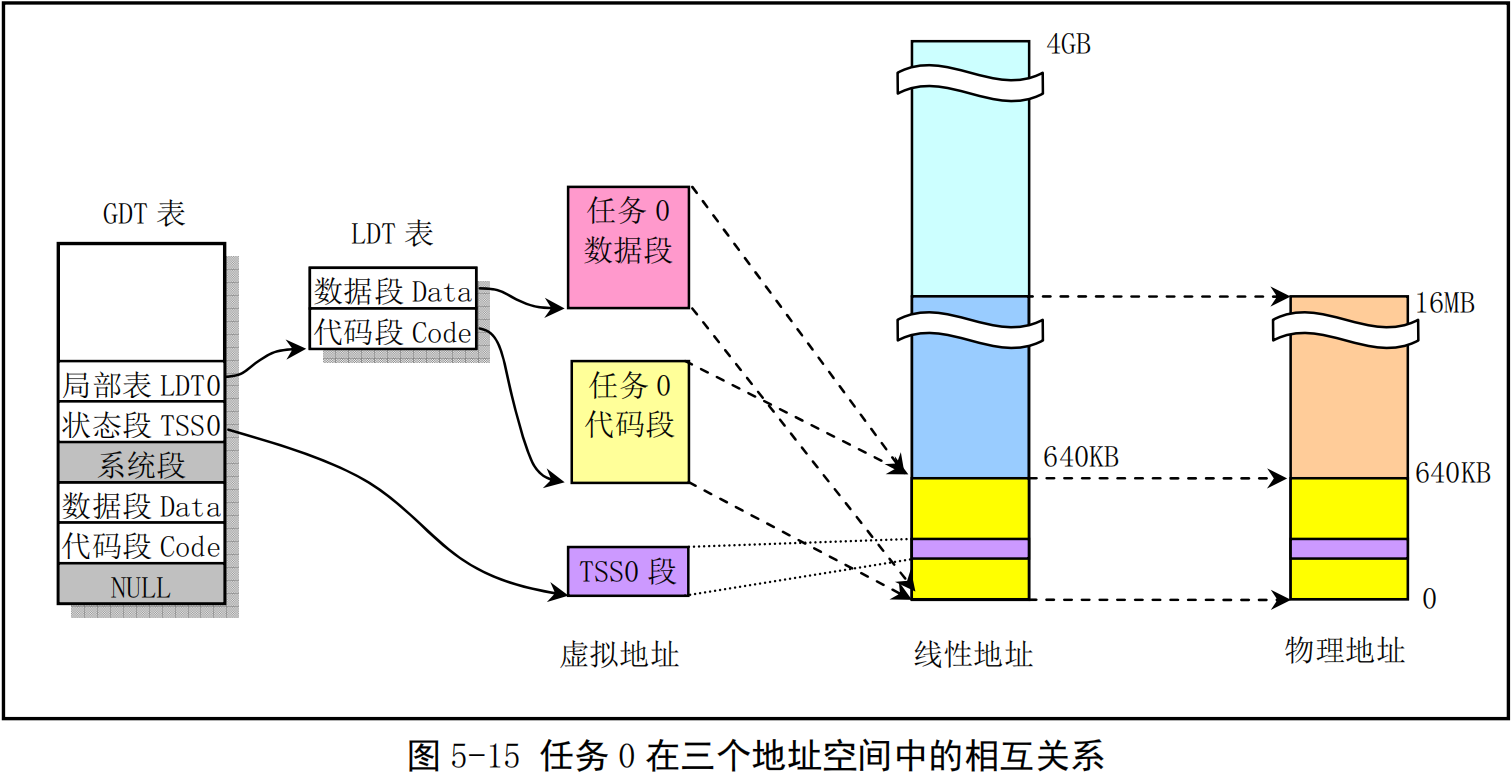 GDT 表
局部表 LDT0
状态段 TSS0
系统段
数据段 Data
代码段 Code
NULL
LDT 表
数据段 Data
代码段 Code
任务 0
数据段
任务 0
代码段
TSS0 段
虚拟地址
4GB
640KB
线性地址
16MB
640KB
0
物理地址
图 5-15 任务 0 在三个地址空间中的相互关系